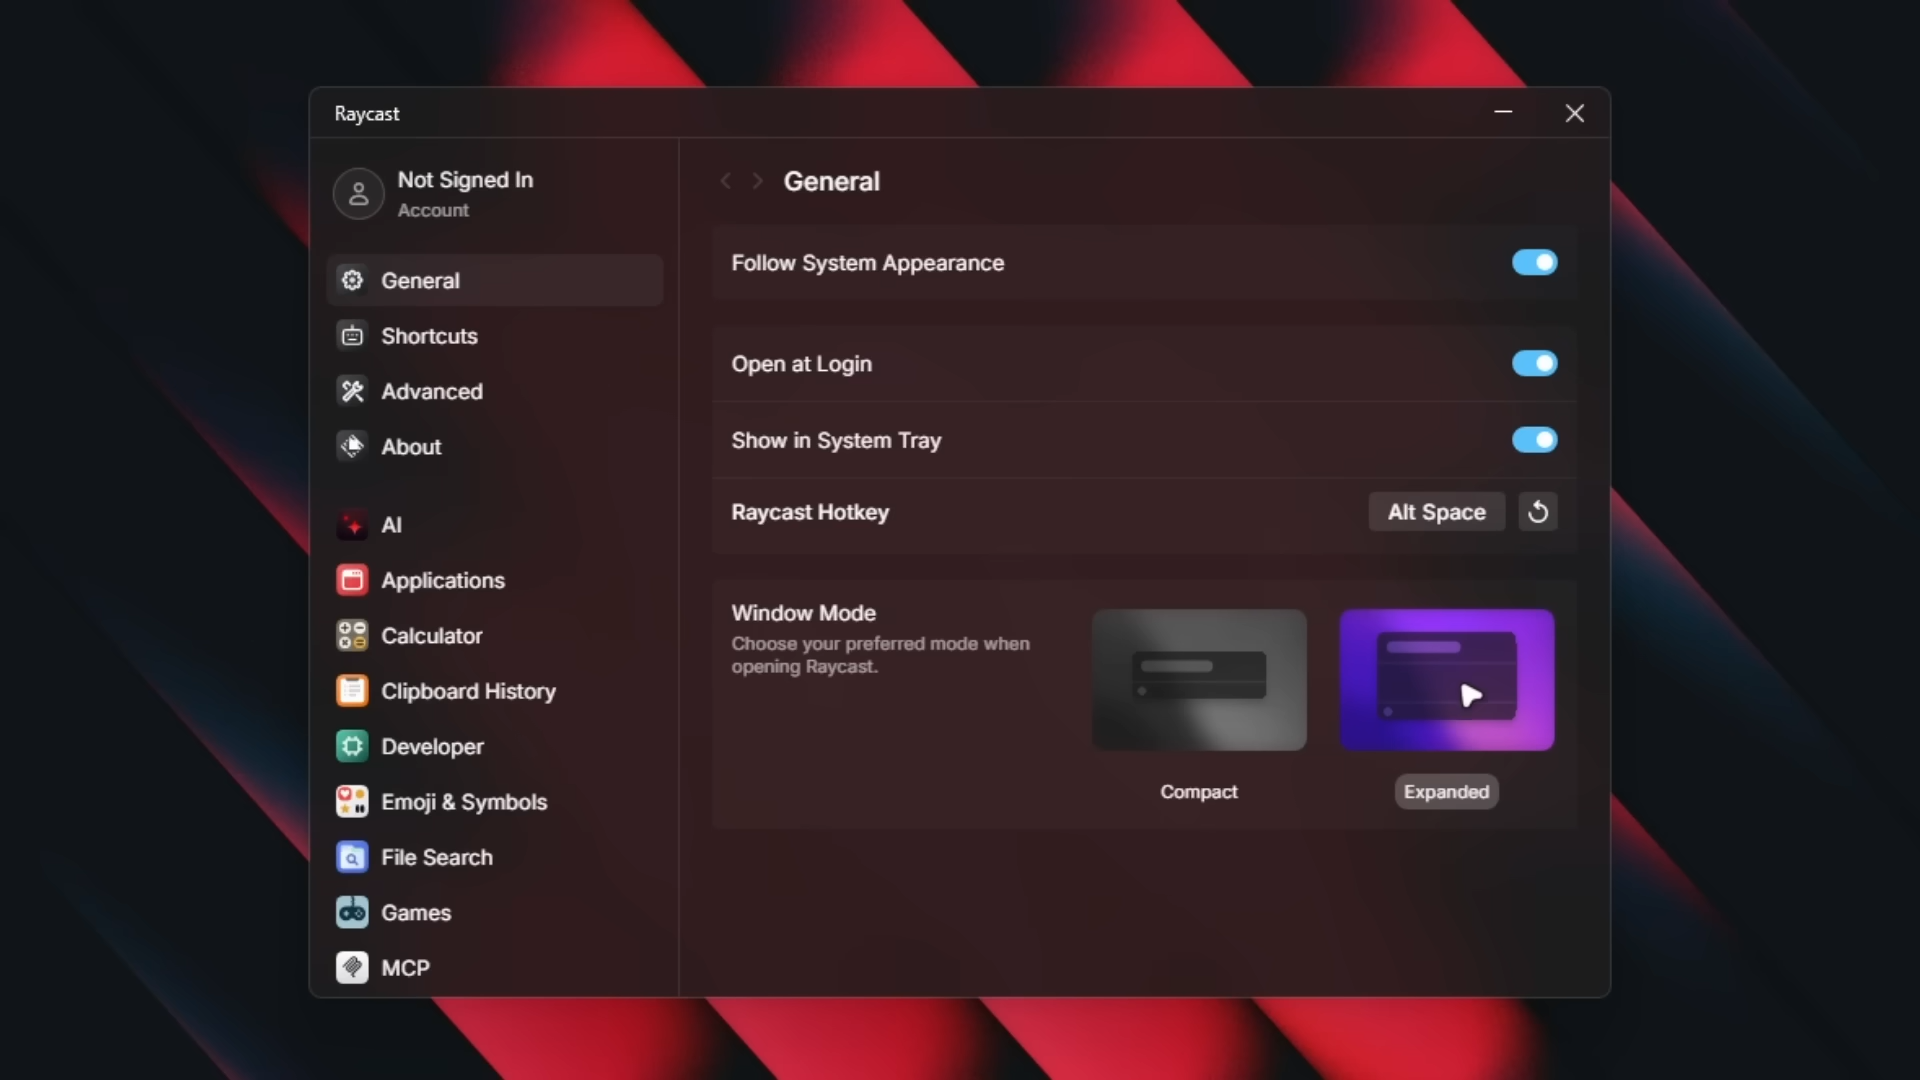 Raycast
Not Signed In
Account
General
Shortcuts
Advanced
About
AI
Applications
Calculator
Clipboard History
Developer
Emoji & Symbols
File Search
Games
MCP
General
Follow System Appearance
Open at Login
Show in System Tray
Raycast Hotkey
Alt Space
Window Mode
Choose your preferred mode when
opening Raycast.
Compact
Expanded